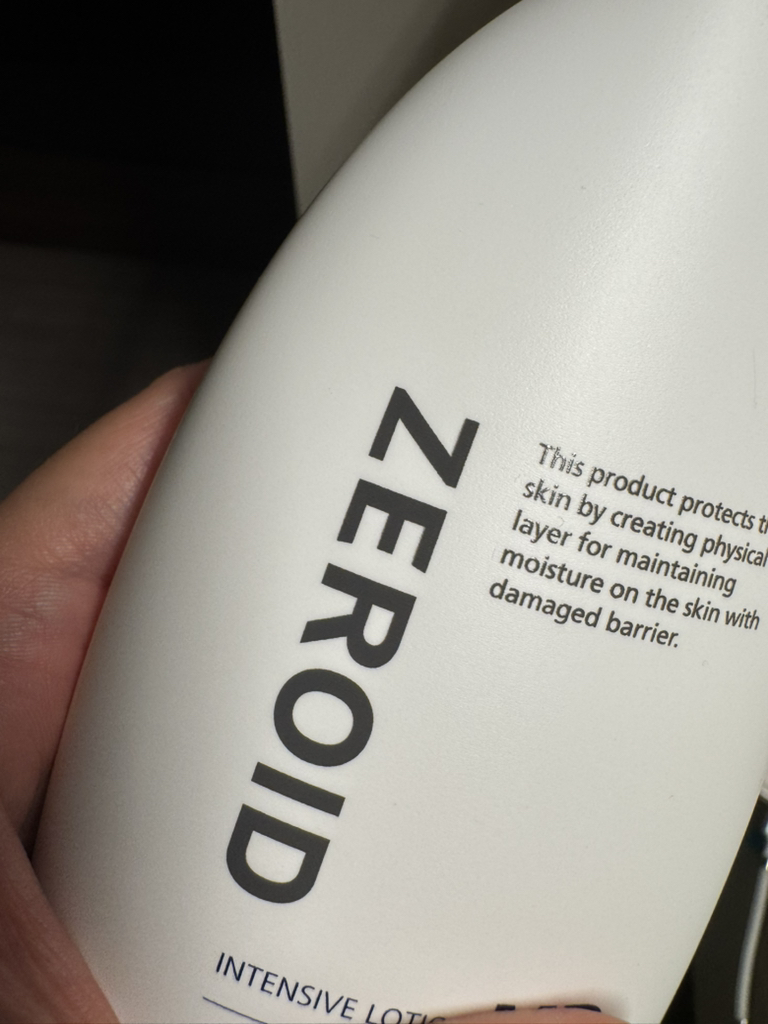 ZEROID
This product protects
skin by creating physical
layer for maintaining
moisture on the skin with
damaged barrier.
INTENSIVE